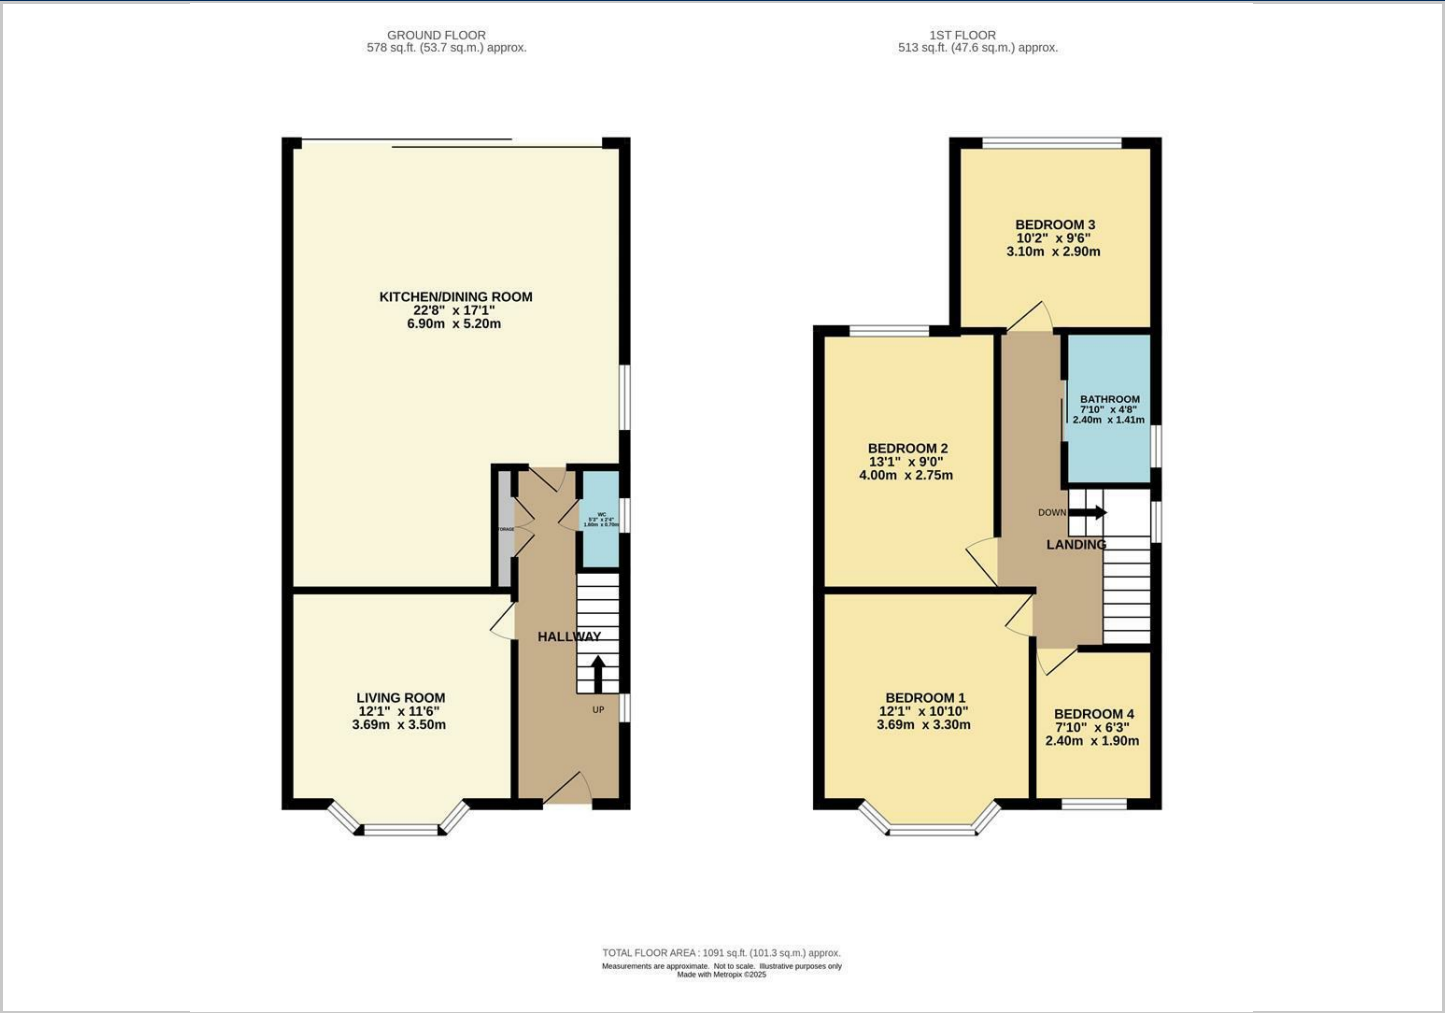 GROUND FLOOR
578 sq.ft. (53.7 sq.m.) approx.
1ST FLOOR
513 sq.ft. (47.6 sq.m.) approx.
KITCHEN/DINING ROOM
22'8" x 17'1"
6.90m x 5.20m
WC
HALLWAY
UP
LIVING ROOM
12'1" x 11'6"
3.69m x 3.50m
BEDROOM 3
10'2" x 9'6"
3.10m x 2.90m
BATHROOM
7'10" x 4'8"
2.40m x 1.41m
BEDROOM 2
13'1" x 9'0"
4.00m x 2.75m
DOWN
LANDING
BEDROOM 1
12'1" x 10'10"
3.69m x 3.30m
BEDROOM 4
7'10" x 6'3"
2.40m x 1.90m
TOTAL FLOOR AREA : 1091 sq.ft. (101.3 sq.m.) approx.
Measurements are approximate. Not to scale. Illustrative purposes only
Made with Metropix ©2025